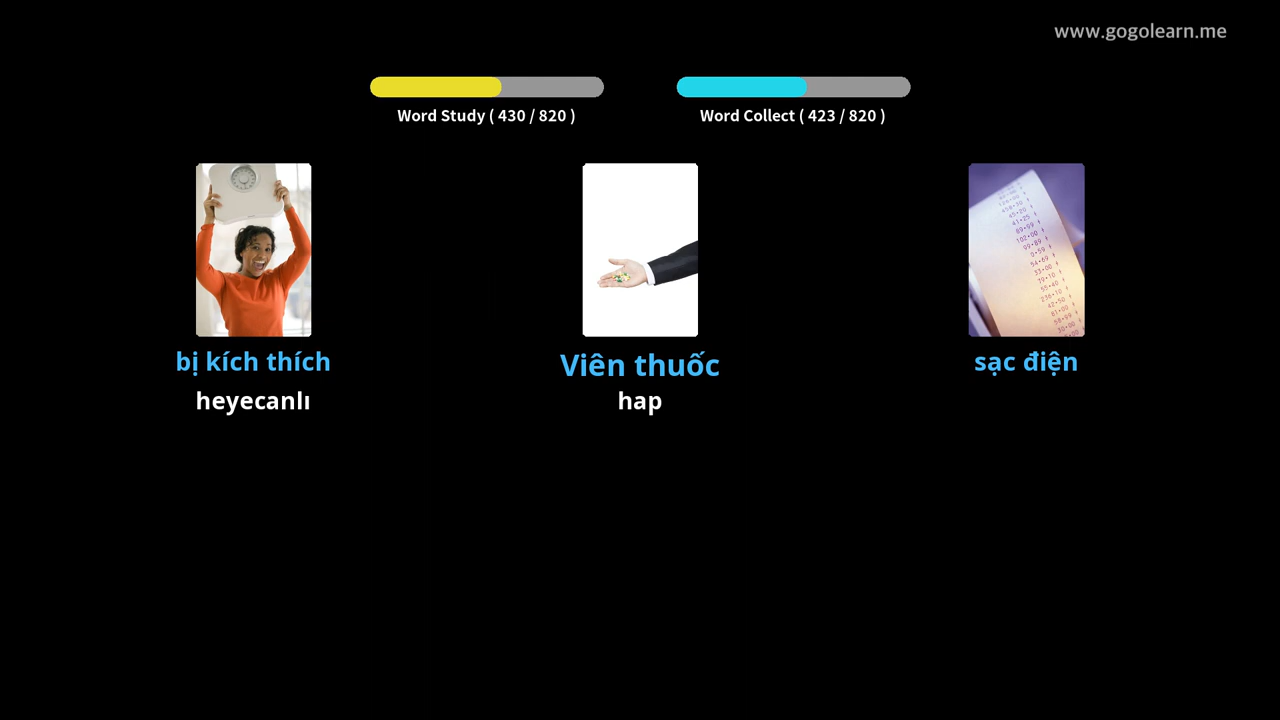 www.gogolearn.me
Word Study ( 430 / 820 )
Word Collect ( 423 / 820 )
bị kích thích
heyecanlı
Viên thuốc
hap
sạc điện